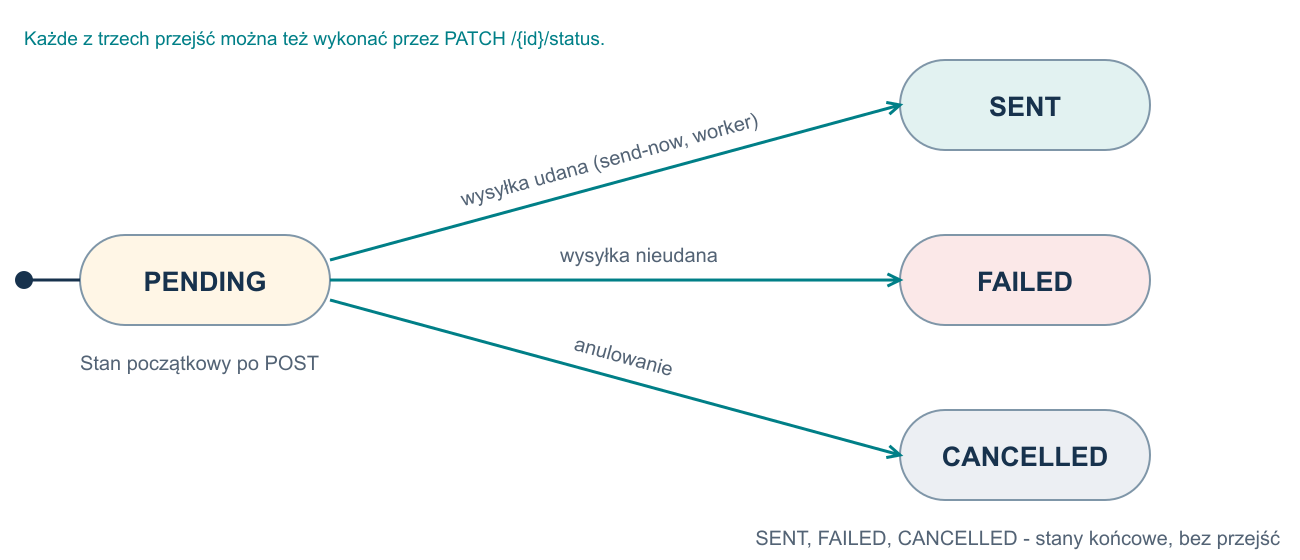 Każde z trzech przejść można też wykonać przez PATCH /{id}/status.
SENT
wysyłka udana (send-now, worker)
wysyłka nieudana
PENDING
FAILED
Stan początkowy po POST
anulowanie
CANCELLED
SENT, FAILED, CANCELLED - stany końcowe, bez przejść